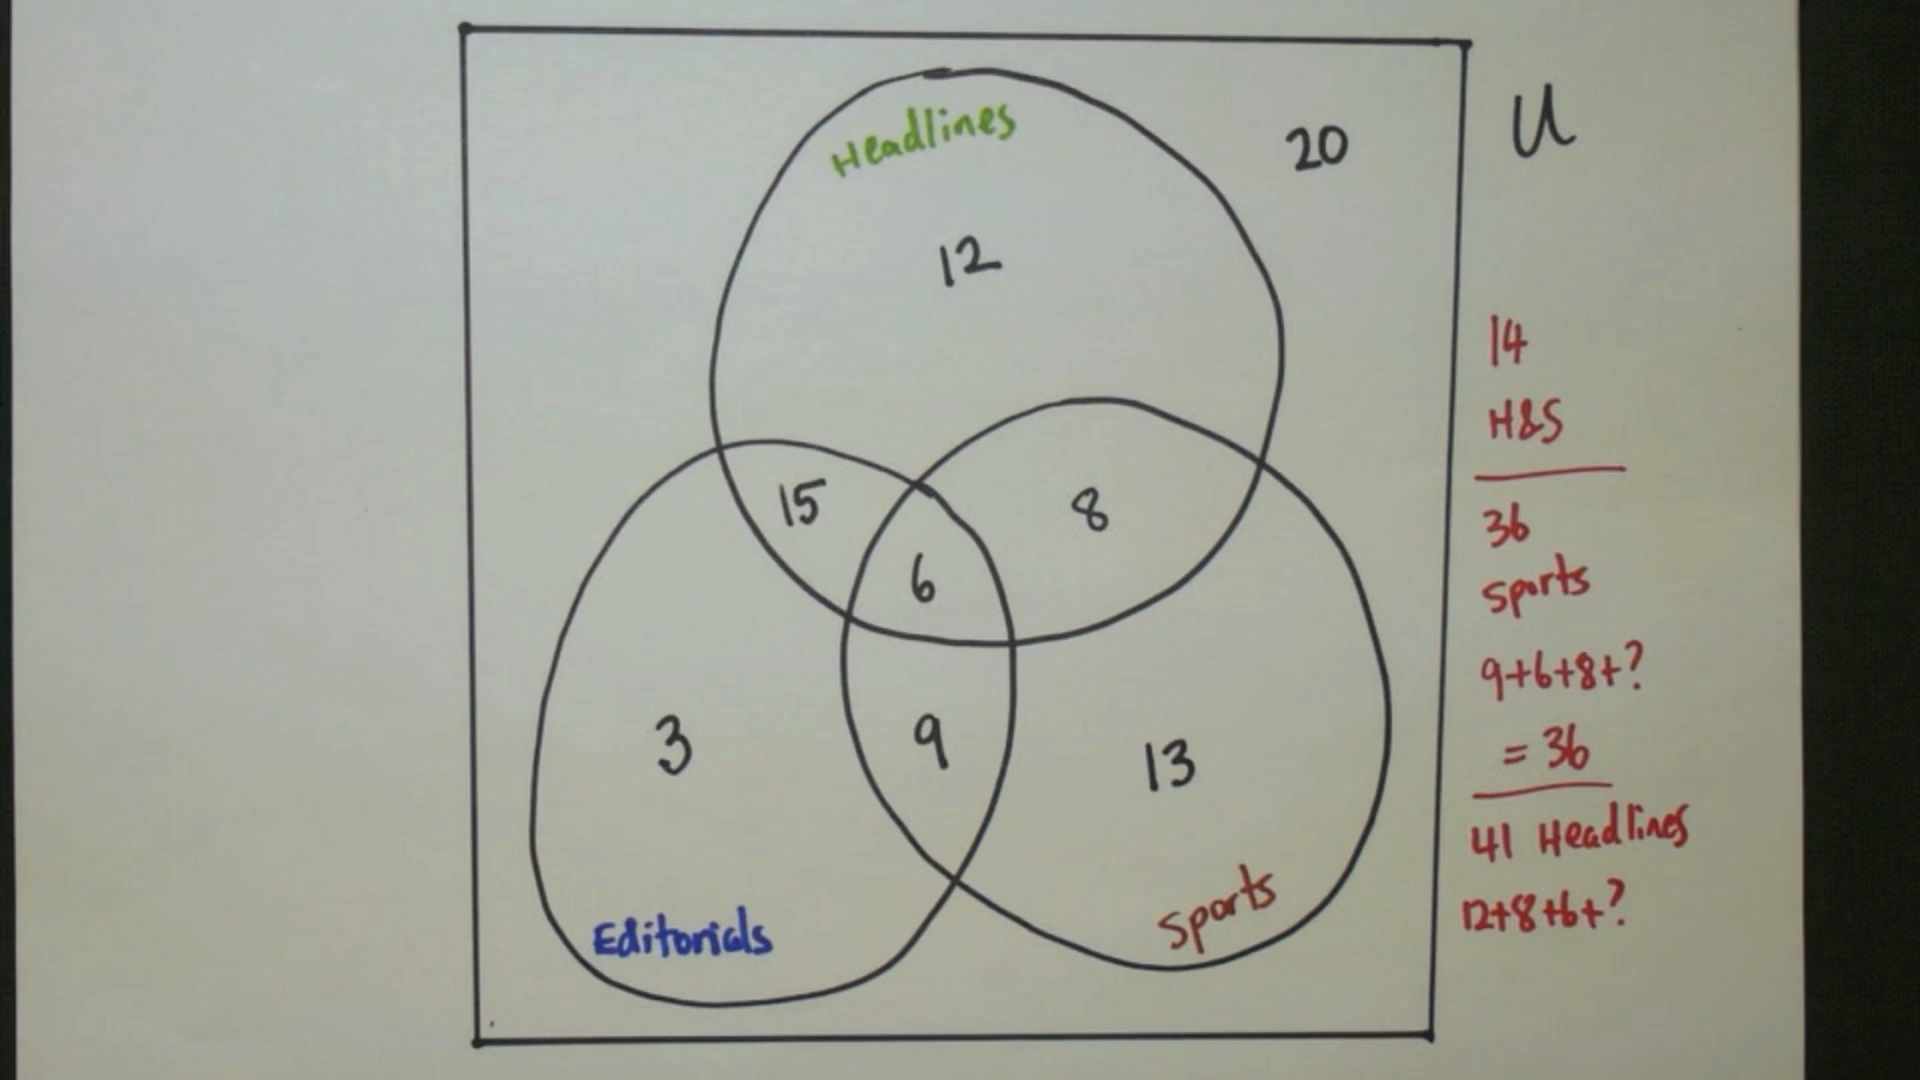 Headlines
20
U
12
14
H&S
15
8
36
6
Sports
9+6+8+?
3
9
13
= 36
41 Headlines
12+8+6+?
Editorials
Sports